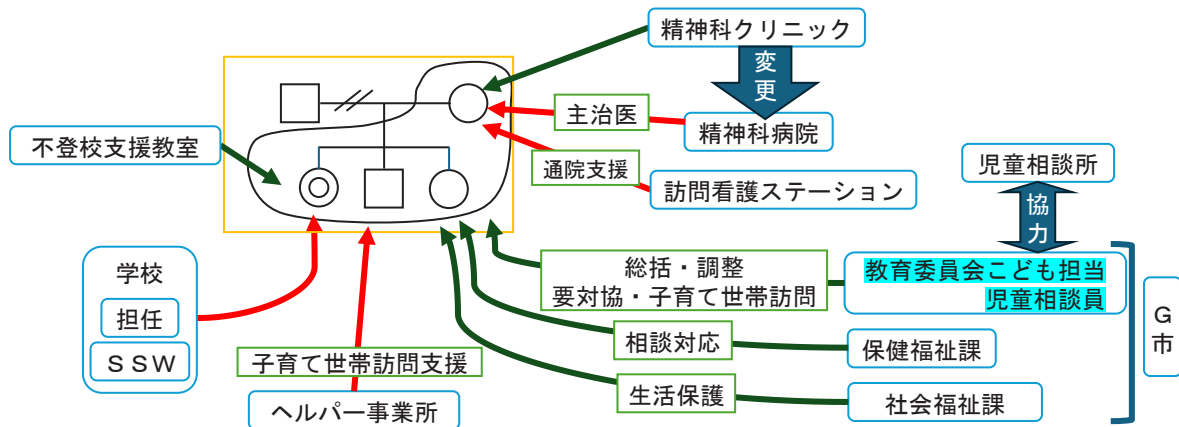 精神科クリニック
変更
主治医
精神科病院
不登校支援教室
通院支援
訪問看護ステーション
児童相談所
協力
学校
担任
ＳＳＷ
総括・調整
要対協・子育て世帯訪問
教育委員会こども担当
児童相談員
Ｇ市
相談対応
保健福祉課
子育て世帯訪問支援
生活保護
社会福祉課
ヘルパー事業所